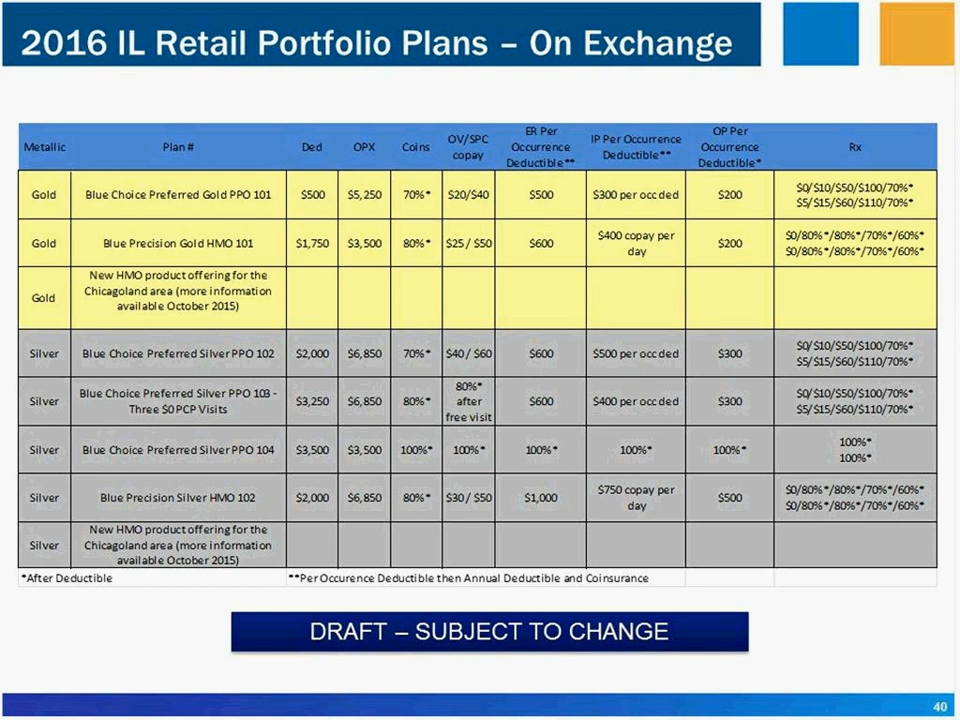 2016 IL Retail Portfolio Plans – On Exchange
Metallic Plan # Ded OPX Coins OV/SPC copay ER Per Occurrence Deductible** IP Per Occurrence Deductible** OP Per Occurrence Deductible* Rx
Gold Blue Choice Preferred Gold PPO 101 $500 $5,250 70%* $20/$40 $500 $300 per occ ded $200 $0/$10/$50/$100/70%*
$5/$15/$60/$110/70%*
Gold Blue Precision Gold HMO 101 $1,750 $3,500 80%* $25 / $50 $600 $400 copay per day $200 $0/80%*/80%*/70%*/60%*
$0/80%*/80%*/70%*/60%*
Gold New HMO product offering for the
Chicagoland area (more information
available October 2015)
Silver Blue Choice Preferred Silver PPO 102 $2,000 $6,850 70%* $40 / $60 $600 $500 per occ ded $300 $0/$10/$50/$100/70%*
$5/$15/$60/$110/70%*
Silver Blue Choice Preferred Silver PPO 103 - Three $0 PCP Visits $3,250 $6,850 80%* 80%* after free visit $600 $400 per occ ded $300 $0/$10/$50/$100/70%*
$5/$15/$60/$110/70%*
Silver Blue Choice Preferred Silver PPO 104 $3,500 $3,500 100%* 100%* 100%* 100%* 100%* 100%*
100%*
Silver Blue Precision Silver HMO 102 $2,000 $6,850 80%* $30 / $50 $1,000 $750 copay per day $500 $0/80%*/80%*/70%*/60%*
$0/80%*/80%*/70%*/60%*
Silver New HMO product offering for the
Chicagoland area (more information
available October 2015)
*After Deductible **Per Occurence Deductible then Annual Deductible and Coinsurance
DRAFT – SUBJECT TO CHANGE
40